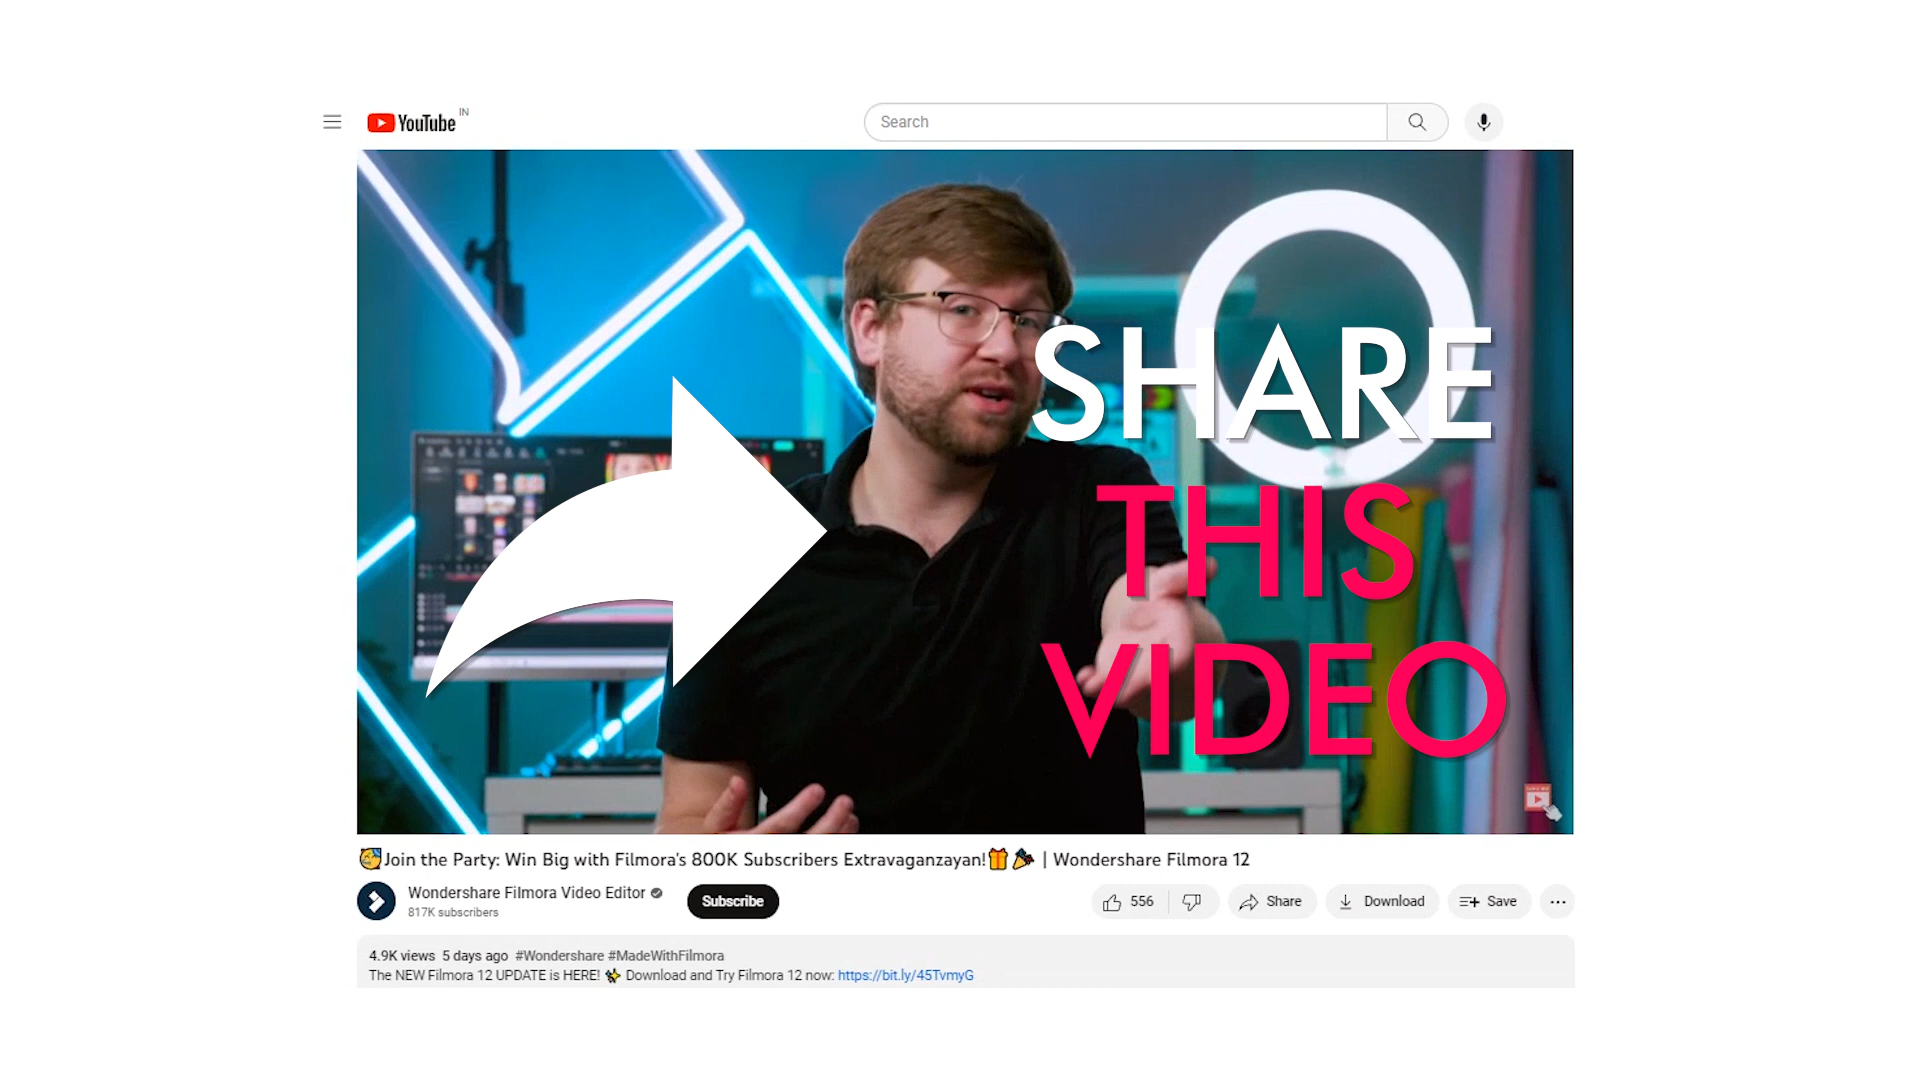 YouTube IN
Search
SHARE
THIS
VIDEO
Join the Party: Win Big with Filmora's 800K Subscribers Extravaganzayan! | Wondershare Filmora 12
Wondershare Filmora Video Editor
817K subscribers
Subscribe
556
Share
Download
Save
4.9K views 5 days ago #Wondershare #MadeWithFilmora
The NEW Filmora 12 UPDATE is HERE! ✨ Download and Try Filmora 12 now: https://bit.ly/45TvmyG